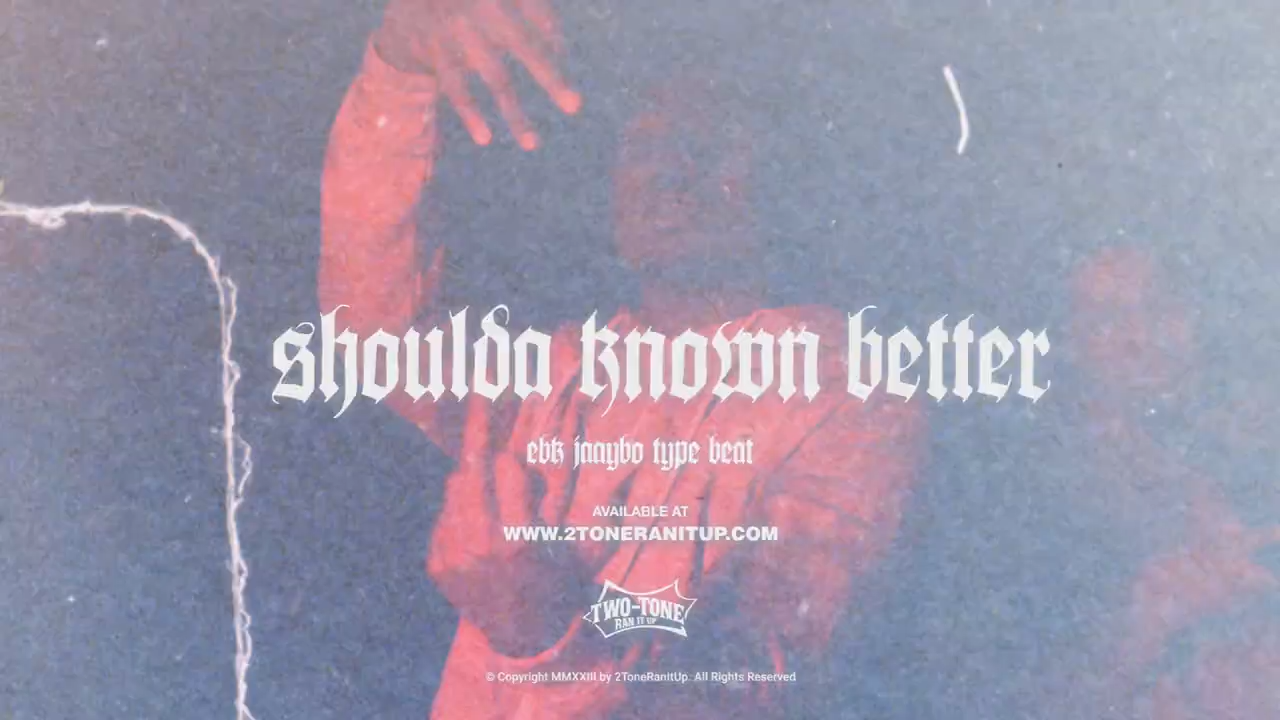 shoulda known better
ebk jaaybo type beat
AVAILABLE AT
WWW.2TONERANITUP.COM
TWO-TONE
RAN IT UP
© Copyright MMXXIII by 2ToneRanItUp. All Rights Reserved